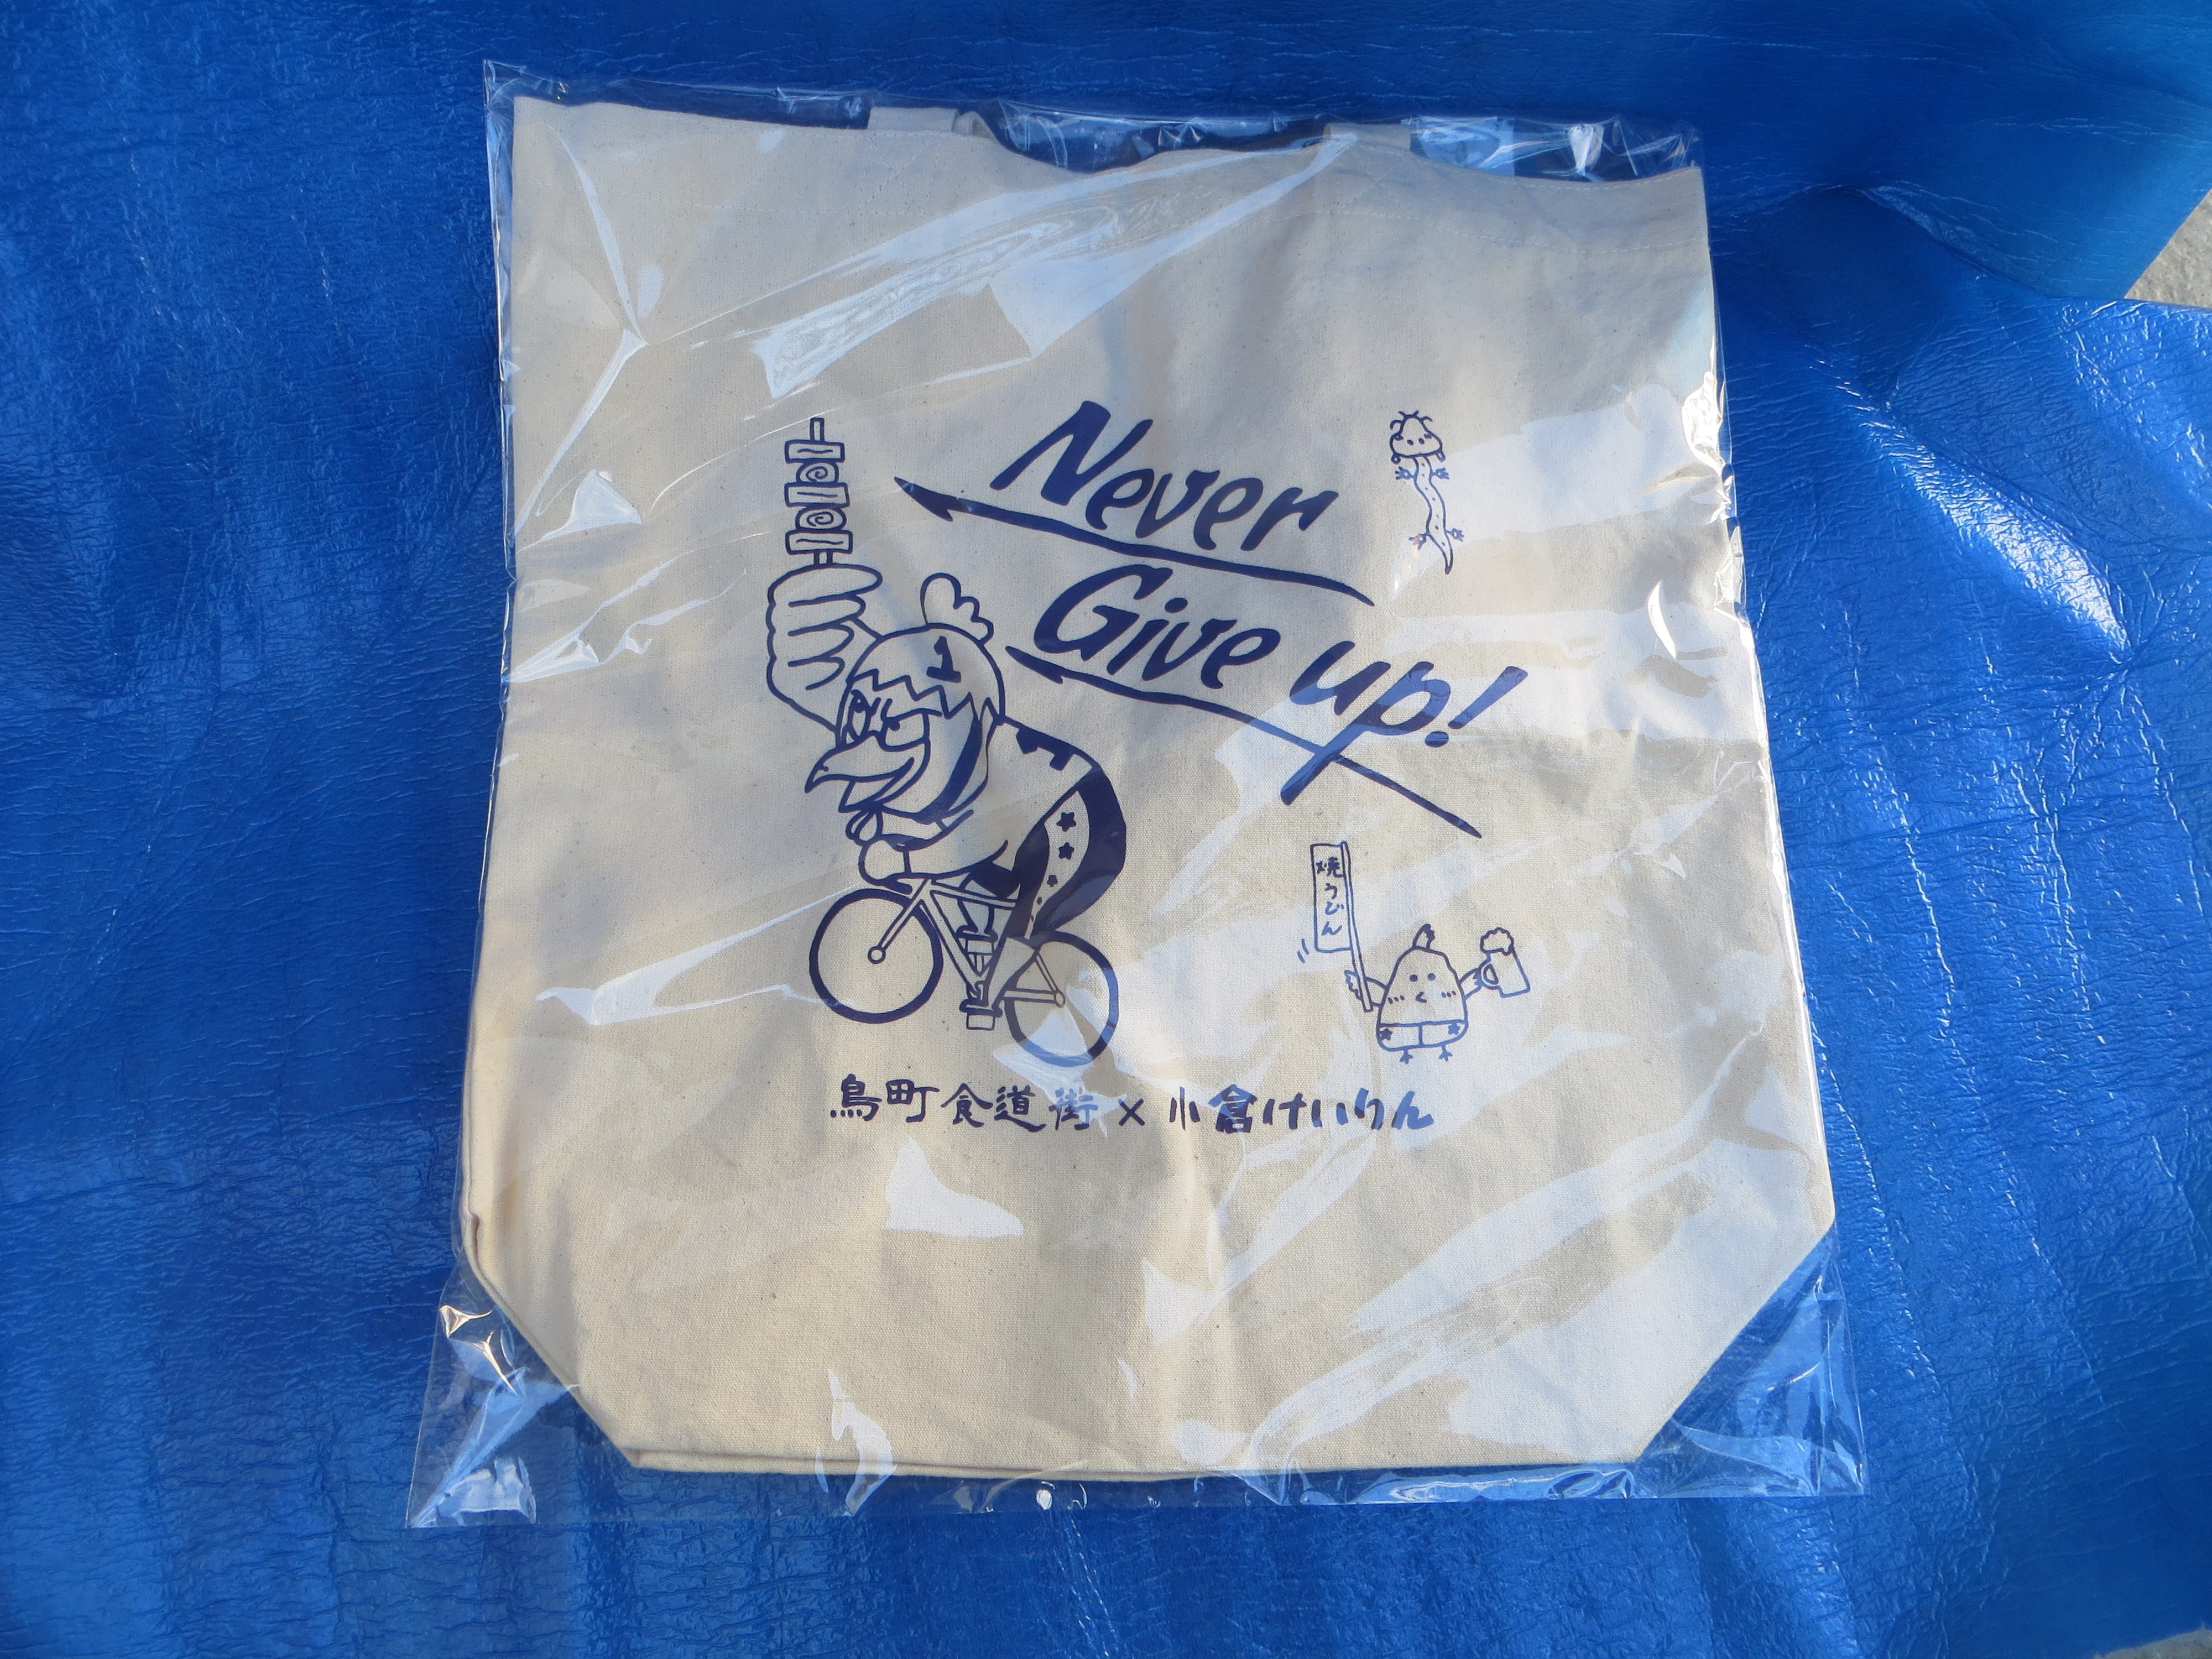 Never
Give up!
1
焼うどん
鳥町食道街×小倉けいりん